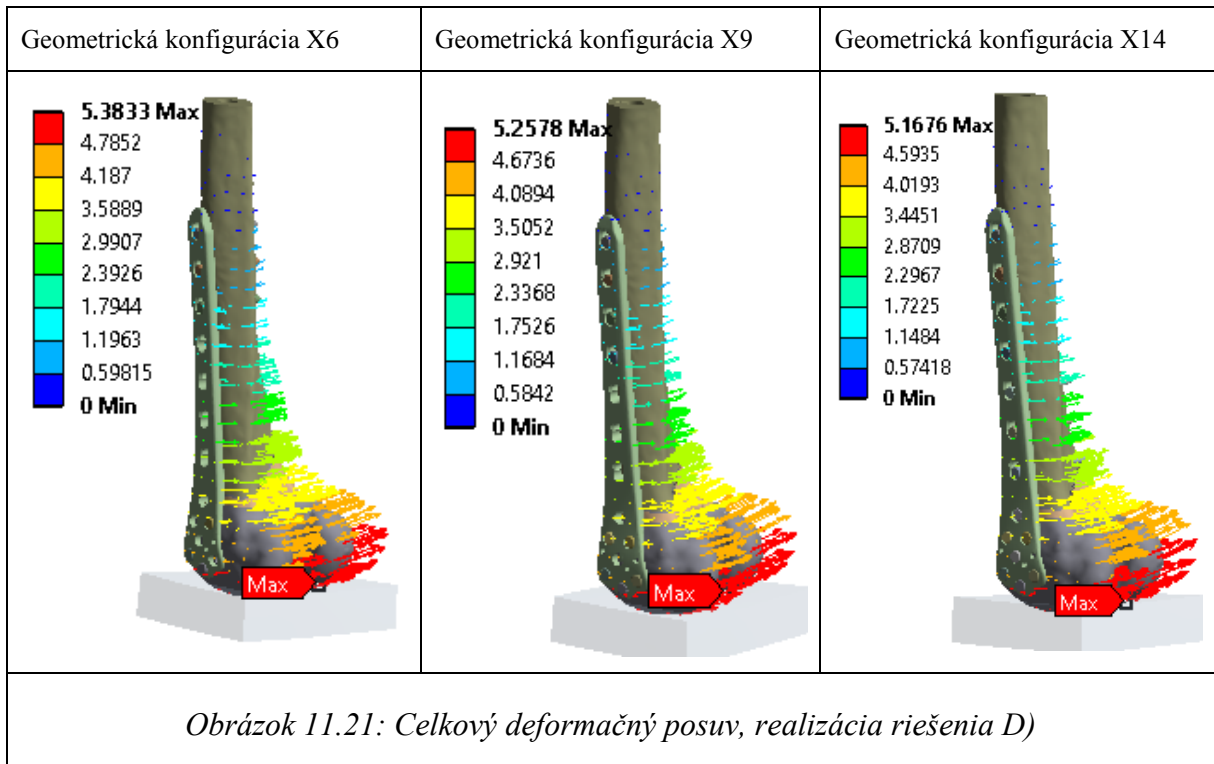 Geometrická konfigurácia X6
Geometrická konfigurácia X9
Geometrická konfigurácia X14
5.3833 Max
4.7852
4.187
3.5889
2.9907
2.3926
1.7944
1.1963
0.59815
0 Min
Max
5.2578 Max
4.6736
4.0894
3.5052
2.921
2.3368
1.7526
1.1684
0.5842
0 Min
Max
5.1676 Max
4.5935
4.0193
3.4451
2.8709
2.2967
1.7225
1.1484
0.57418
0 Min
Max
Obrázok 11.21: Celkový deformačný posuv, realizácia riešenia D)